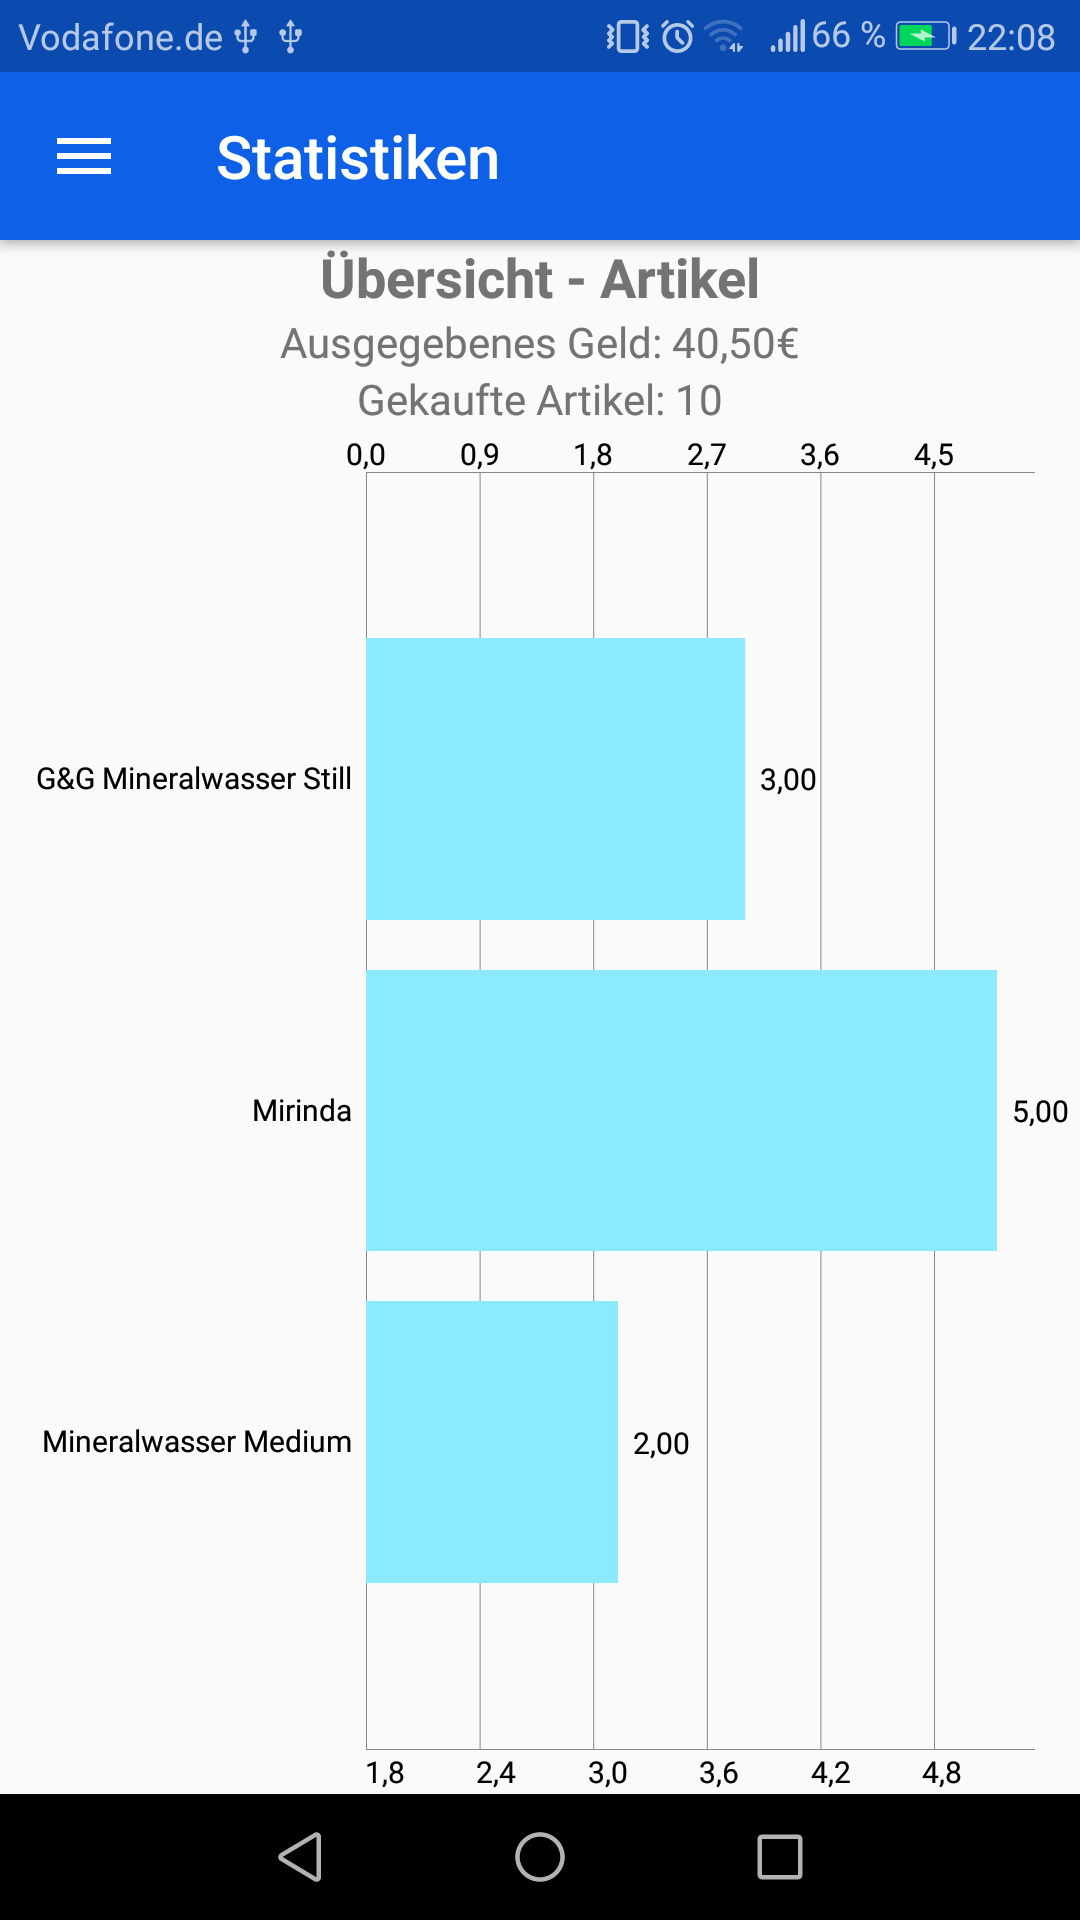 Vodafone.de 66 % 22:08
Statistiken
Übersicht - Artikel
Ausgegebenes Geld: 40,50€
Gekaufte Artikel: 10
0,0 0,9 1,8 2,7 3,6 4,5
G&G Mineralwasser Still 3,00
Mirinda 5,00
Mineralwasser Medium 2,00
1,8 2,4 3,0 3,6 4,2 4,8